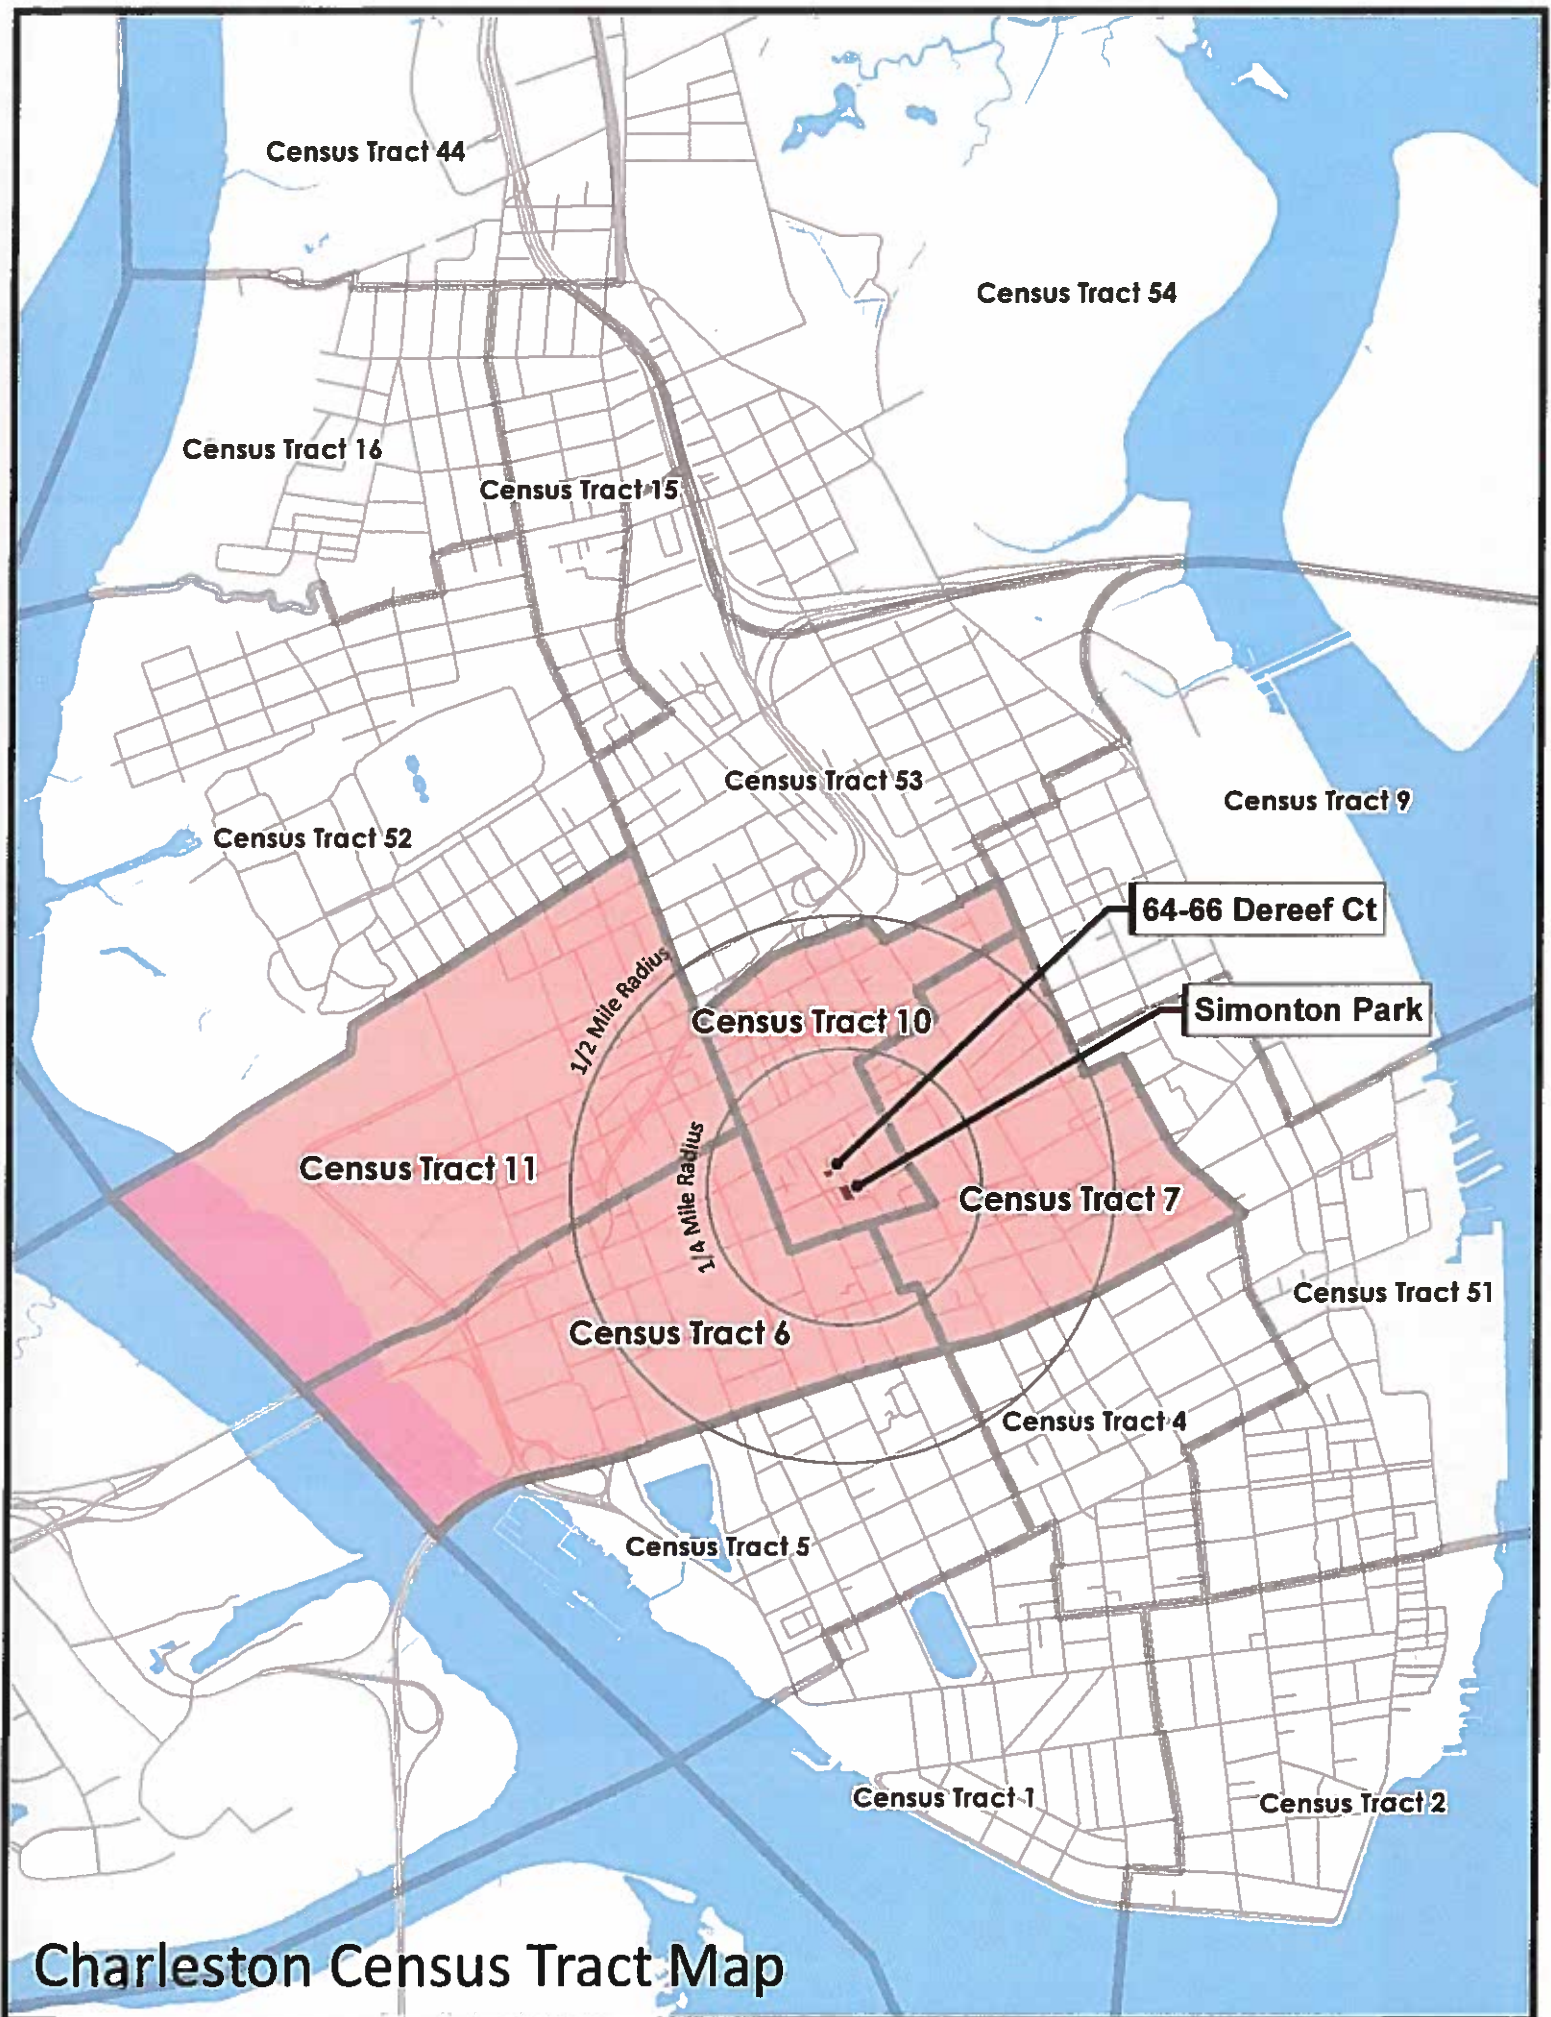 Census Tract 44
Census Tract 54
Census Tract 16
Census Tract 15
Census Tract 53
Census Tract 9
Census Tract 52
64-66 Dereef Ct
1/2 Mile Radius
Simonton Park
Census Tract 10
1/4 Mile Radius
Census Tract 11
Census Tract 7
Census Tract 51
Census Tract 6
Census Tract 4
Census Tract 5
Census Tract 1
Census Tract 2
Charleston Census Tract Map